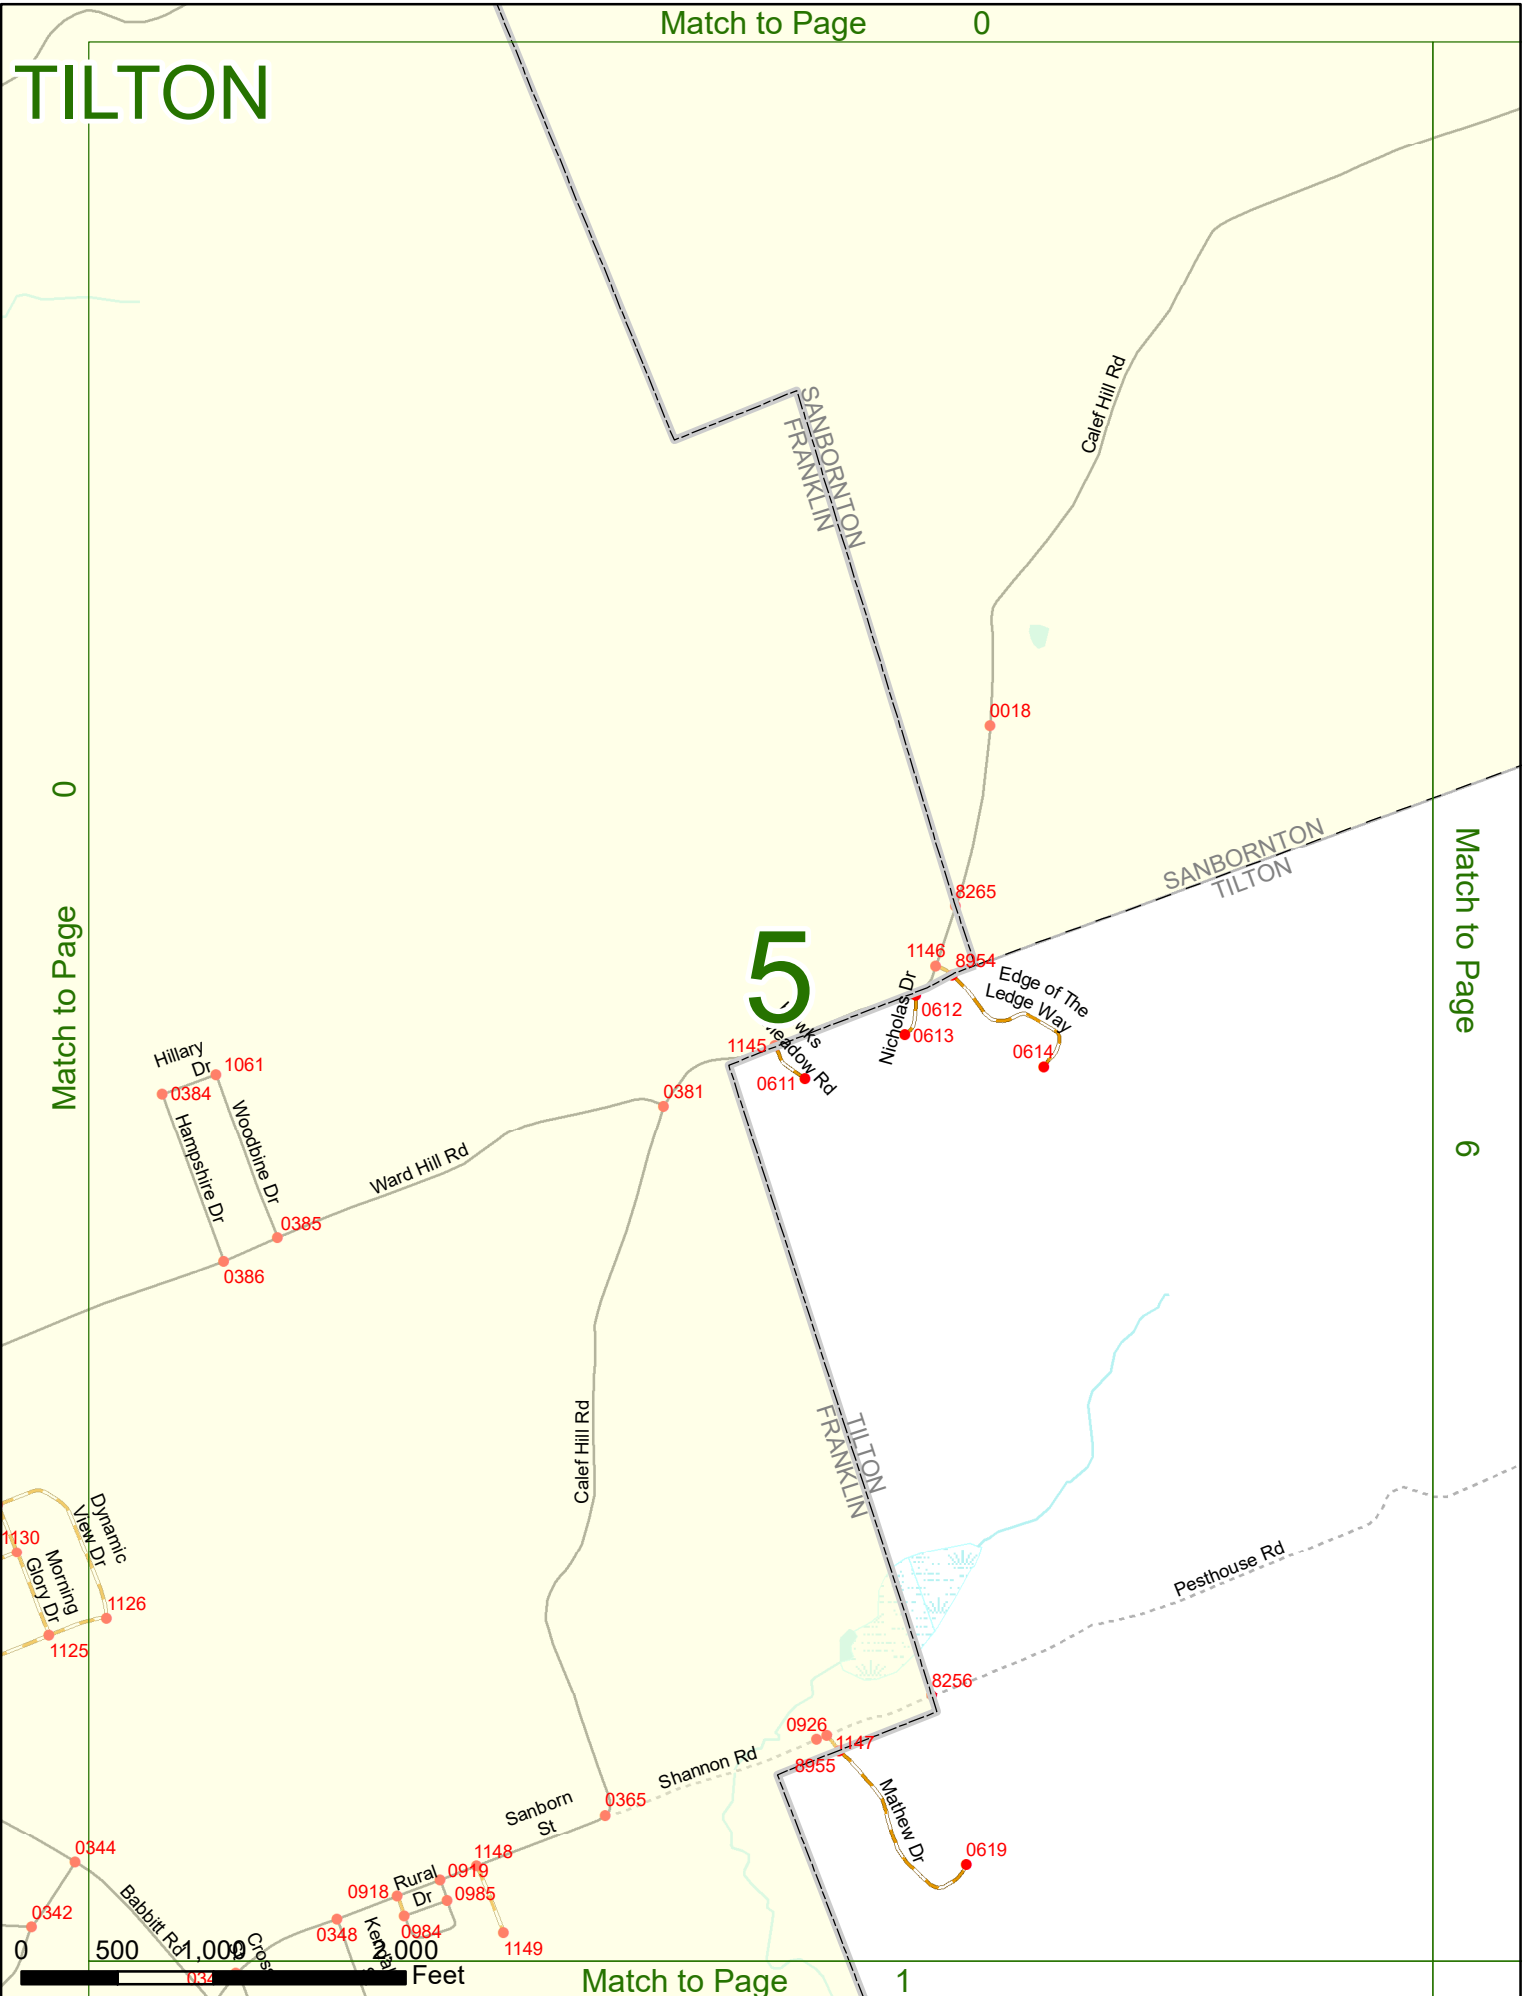 Match to Page 0
TILTON
Calef Hill Rd
SANBORNTON
FRANKLIN
0018
0
Match to Page
SANBORNTON
TILTON
Match to Page
6
8265
5
1146
8954
Edge of The
Ledge Way
Nicholas Dr
0612
0613
0614
1145
Meadow Rd
0611
Hillary
Dr
1061
0384
0381
Hampshire Dr
Woodbine Dr
Ward Hill Rd
0385
0386
Calef Hill Rd
TILTON
FRANKLIN
Dynamic
View Dr
1130
Morning
Glory Dr
1126
1125
Pesthouse Rd
8256
0926
1147
8955
Shannon Rd
Mathew Dr
0365
Sanborn
St
0619
0344
1148
Rural
Dr
0919
0918
0985
0342
Babbitt Rd
0348
0984
1149
0 500 1,000 2,000
Feet
Match to Page 1